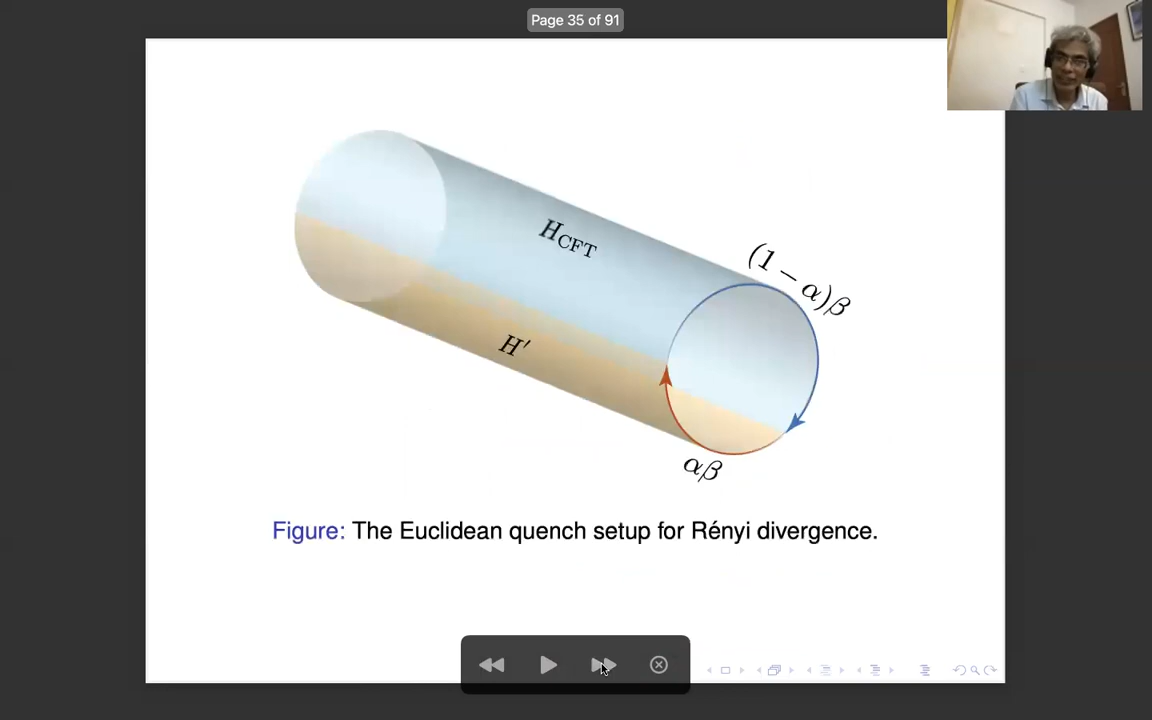 Page 35 of 91
H_CFT
(1 − α)β
H′
αβ
Figure: The Euclidean quench setup for Rényi divergence.